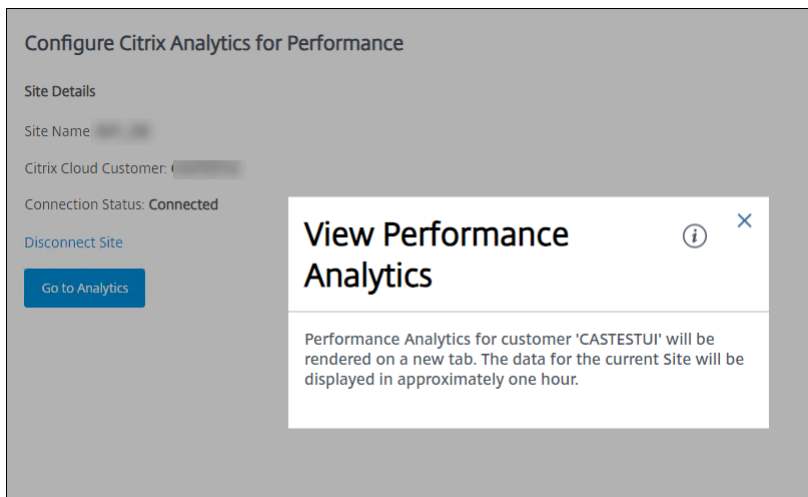 Configure Citrix Analytics for Performance
Site Details
Site Name
Citrix Cloud Customer:
Connection Status: Connected
Disconnect Site
Go to Analytics
View Performance
Analytics
Performance Analytics for customer 'CASTESTUI' will be
rendered on a new tab. The data for the current Site will be
displayed in approximately one hour.